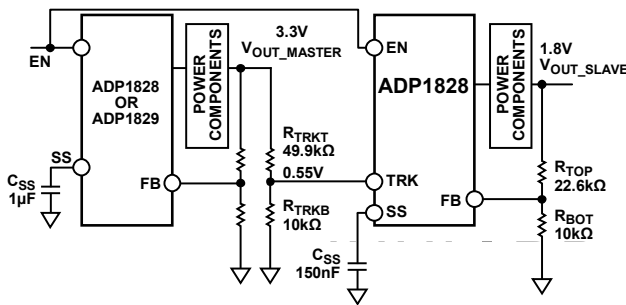 EN
ADP1828
OR
ADP1829
SS
C_SS
1µF
FB
POWER
COMPONENTS
3.3V
V_OUT_MASTER
R_TRKT
49.9kΩ
0.55V
R_TRKB
10kΩ
EN
ADP1828
TRK
SS
FB
C_SS
150nF
POWER
COMPONENTS
1.8V
V_OUT_SLAVE
R_TOP
22.6kΩ
R_BOT
10kΩ